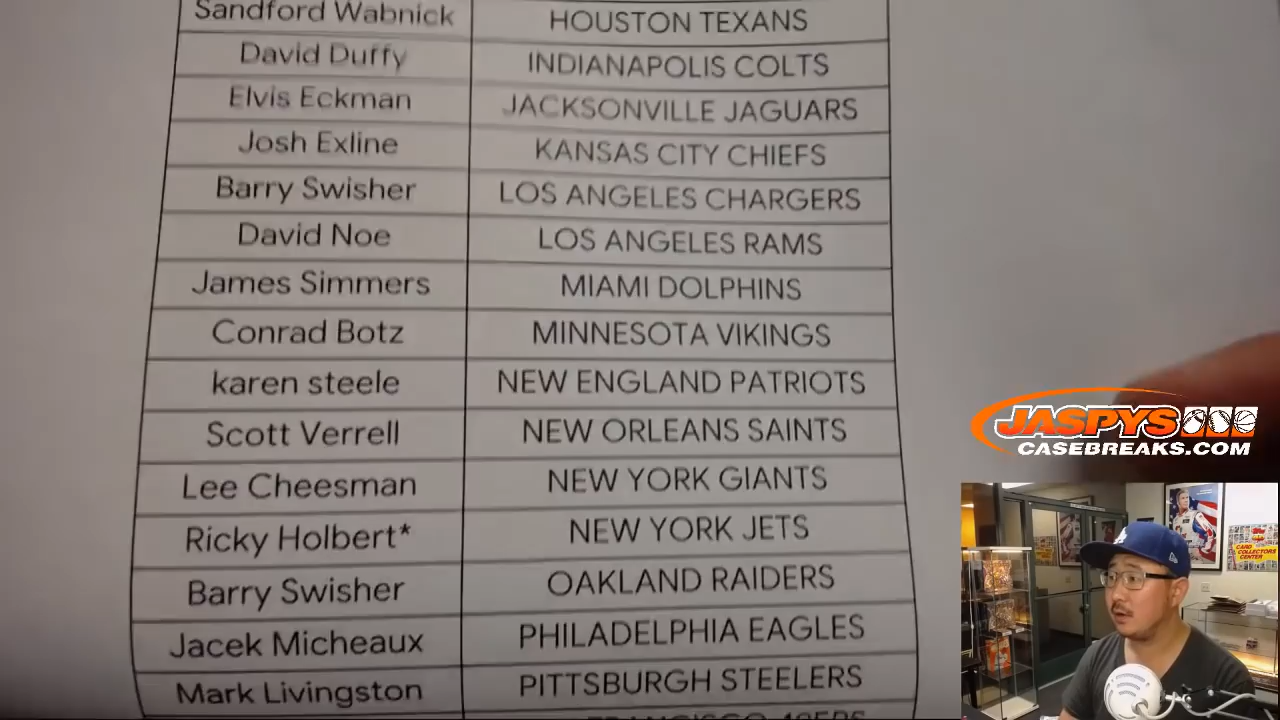 Sandford Wabnick HOUSTON TEXANS
David Duffy INDIANAPOLIS COLTS
Elvis Eckman JACKSONVILLE JAGUARS
Josh Exline KANSAS CITY CHIEFS
Barry Swisher LOS ANGELES CHARGERS
David Noe LOS ANGELES RAMS
James Simmers MIAMI DOLPHINS
Conrad Botz MINNESOTA VIKINGS
karen steele NEW ENGLAND PATRIOTS
Scott Verrell NEW ORLEANS SAINTS
Lee Cheesman NEW YORK GIANTS
Ricky Holbert* NEW YORK JETS
Barry Swisher OAKLAND RAIDERS
Jacek Micheaux PHILADELPHIA EAGLES
Mark Livingston PITTSBURGH STEELERS
JASPYS
CASEBREAKS.COM
CARD
COLLECTORS
CENTER